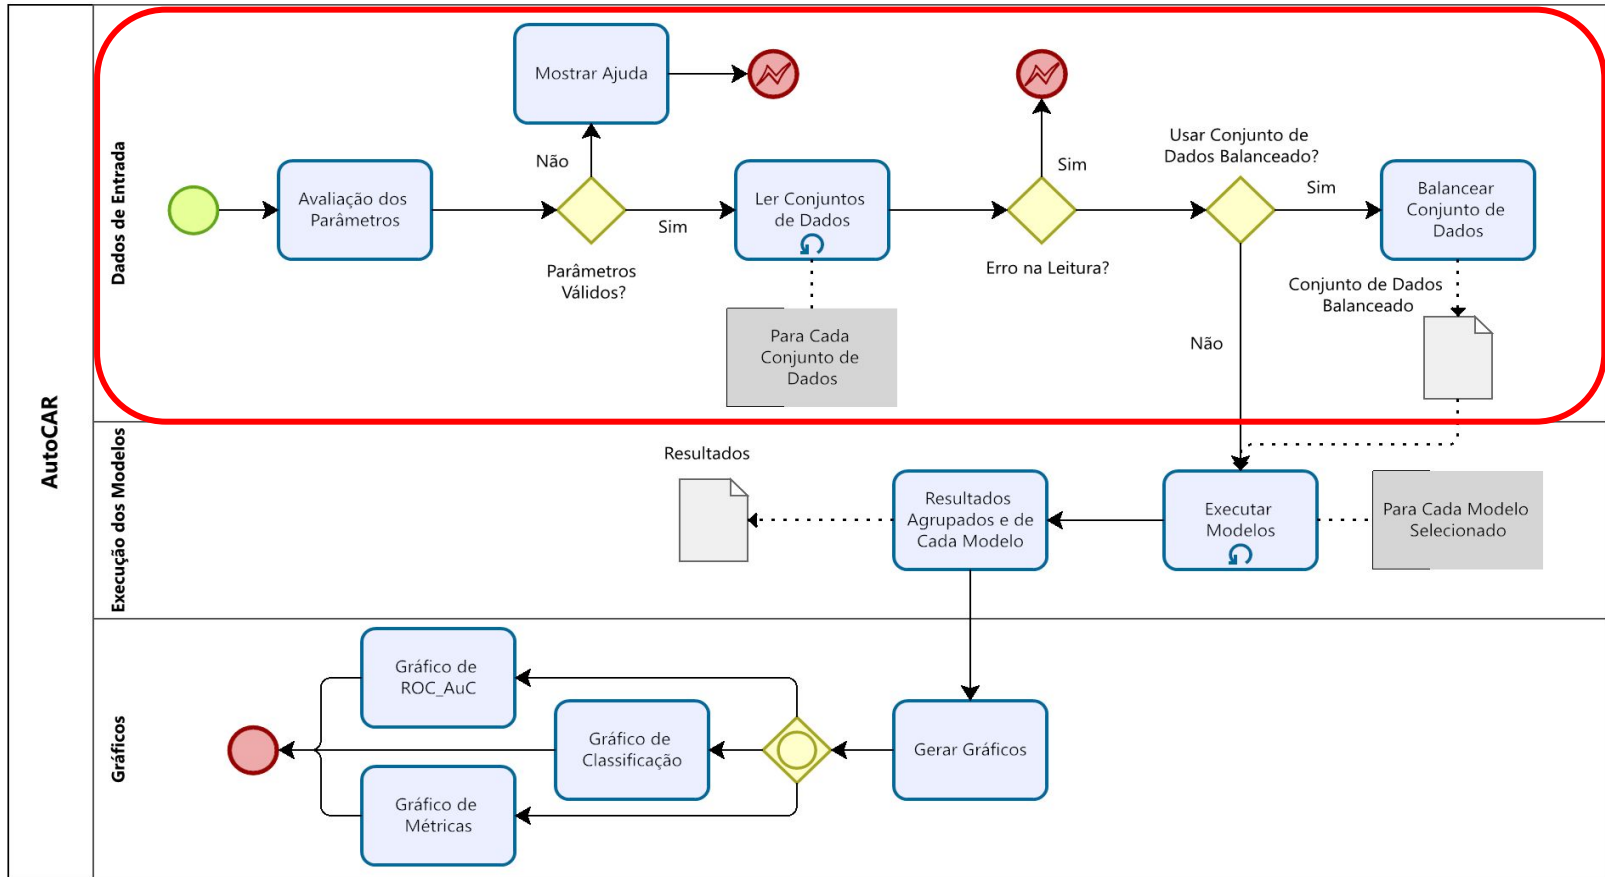 AutoCAR
Dados de Entrada
Mostrar Ajuda
Não
Avaliação dos
Parâmetros
Parâmetros
Válidos?
Sim
Ler Conjuntos
de Dados
Para Cada
Conjunto de
Dados
Sim
Erro na Leitura?
Usar Conjunto de
Dados Balanceado?
Sim
Não
Balancear
Conjunto de
Dados
Conjunto de Dados
Balanceado
Execução dos Modelos
Para Cada Modelo
Selecionado
Executar
Modelos
Resultados
Agrupados e de
Cada Modelo
Resultados
Gráficos
Gerar Gráficos
Gráfico de
ROC_AuC
Gráfico de
Classificação
Gráfico de
Métricas